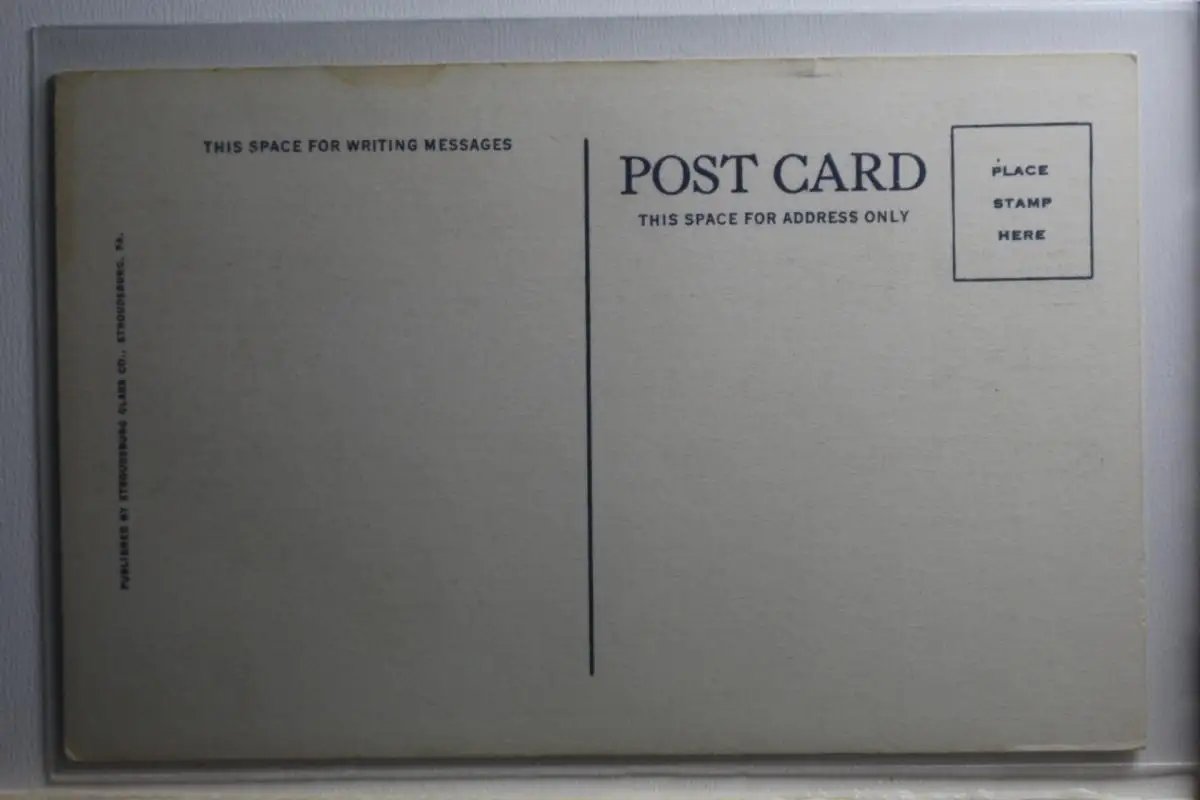 THIS SPACE FOR WRITING MESSAGES
POST CARD
THIS SPACE FOR ADDRESS ONLY
PLACE
STAMP
HERE
PUBLISHED BY STROUDSBURG GLASS CO., STROUDSBURG, PA.